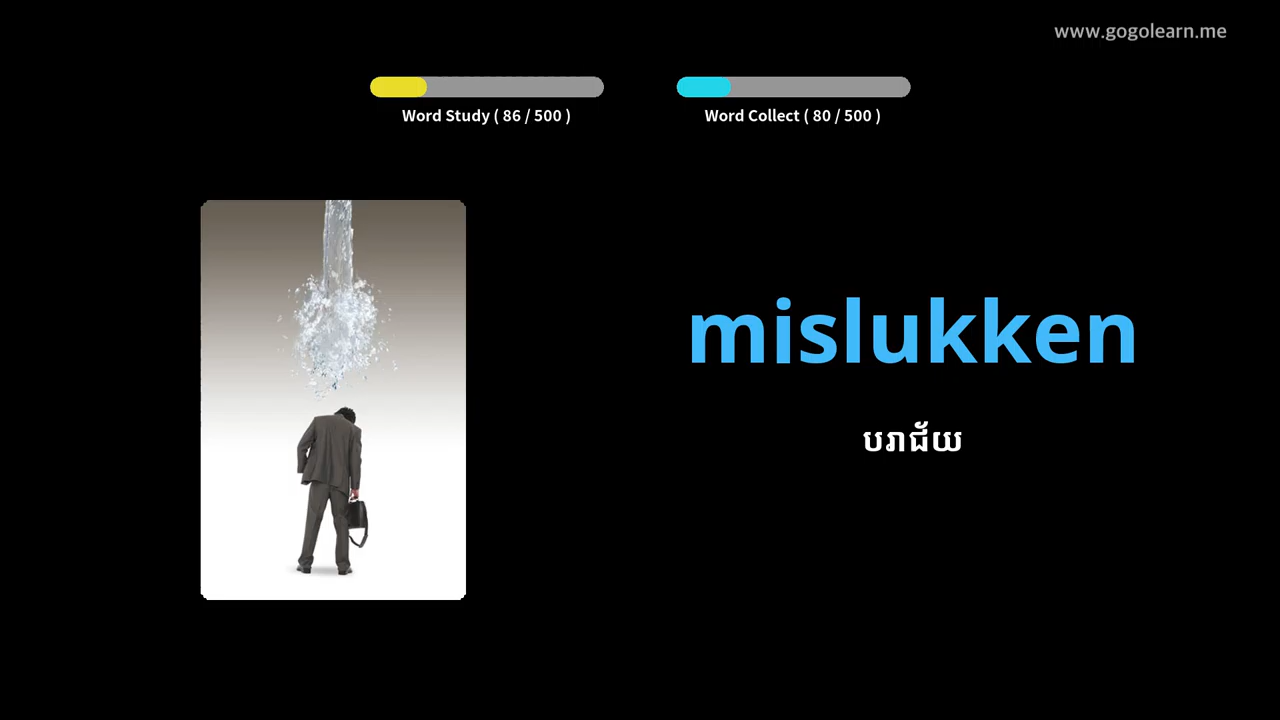 www.gogolearn.me
Word Study ( 86 / 500 )
Word Collect ( 80 / 500 )
mislukken
បរាជ័យ